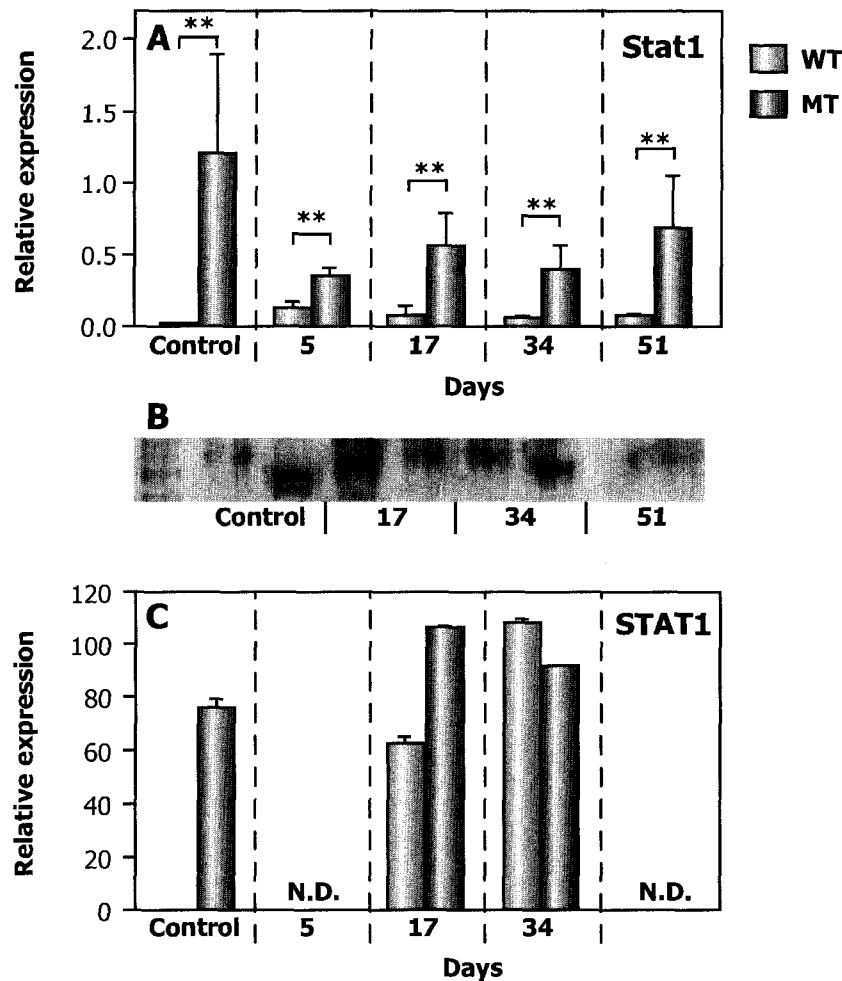 A
Stat1
WT
MT
**
**
**
**
**
2.0
1.5
1.0
0.5
0.0
Relative expression
Control 5 17 34 51
Days
B
Control 17 34 51
C
STAT1
120
100
80
60
40
20
0
Relative expression
N.D.
N.D.
Control 5 17 34
Days